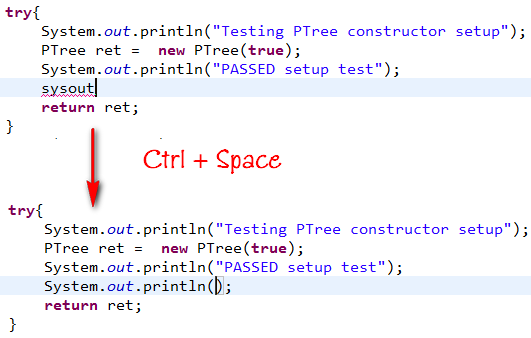 try{
System.out.println("Testing PTree constructor setup");
PTree ret =  new PTree(true);
System.out.println("PASSED setup test");
sysout
return ret;
}
Ctrl + Space
try{
System.out.println("Testing PTree constructor setup");
PTree ret =  new PTree(true);
System.out.println("PASSED setup test");
System.out.println();
return ret;
}